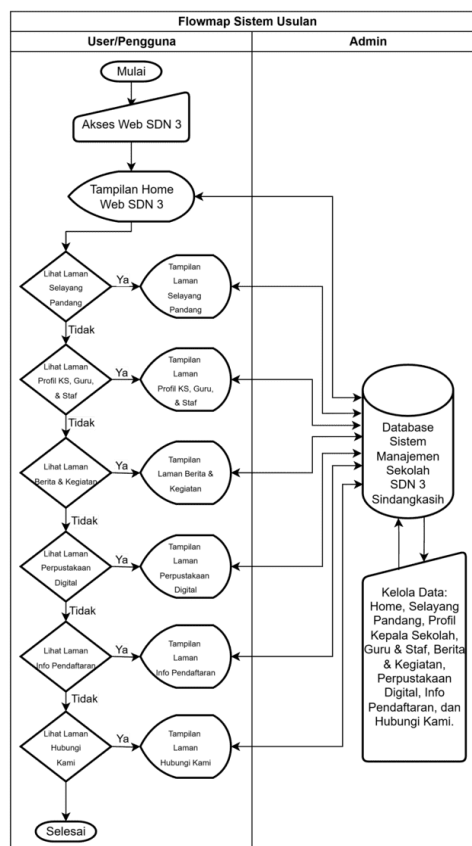 Flowmap Sistem Usulan
User/Pengguna
Admin
Mulai
Akses Web SDN 3
Tampilan Home
Web SDN 3
Lihat Laman
Selayang
Pandang
Ya
Tampilan
Laman
Selayang
Pandang
Tidak
Lihat Laman
Profil KS, Guru,
& Staf
Ya
Tampilan
Laman
Profil KS, Guru,
& Staf
Tidak
Lihat Laman
Berita & Kegiatan
Ya
Tampilan
Laman Berita &
Kegiatan
Tidak
Lihat Laman
Perpustakaan
Digital
Ya
Tampilan
Laman
Perpustakaan
Digital
Tidak
Lihat Laman
Info Pendaftaran
Ya
Tampilan
Laman
Info Pendaftaran
Tidak
Lihat Laman
Hubungi
Kami
Ya
Tampilan
Laman
Hubungi Kami
Selesai
Database
Sistem
Manajemen
Sekolah
SDN 3
Sindangkasih
Kelola Data:
Home, Selayang
Pandang, Profil
Kepala Sekolah,
Guru & Staf, Berita
& Kegiatan,
Perpustakaan
Digital, Info
Pendaftaran, dan
Hubungi Kami.